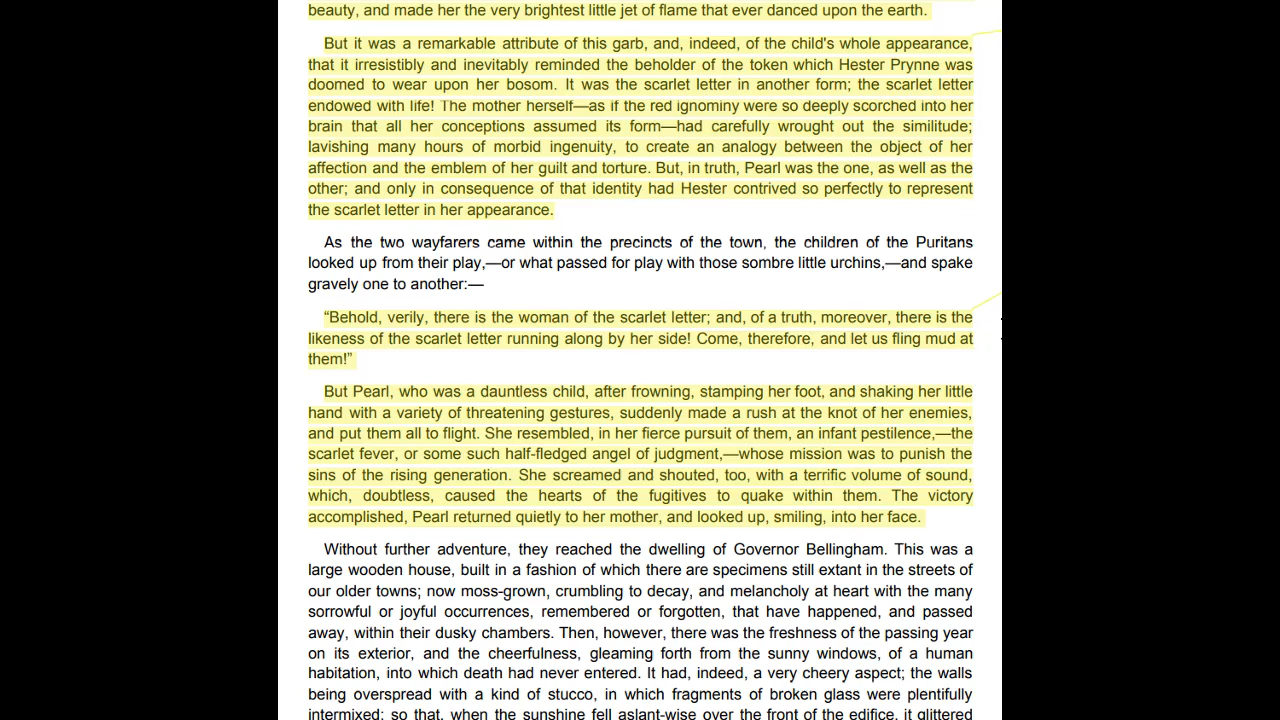 beauty, and made her the very brightest little jet of flame that ever danced upon the earth.
But it was a remarkable attribute of this garb, and, indeed, of the child's whole appearance,
that it irresistibly and inevitably reminded the beholder of the token which Hester Prynne was
doomed to wear upon her bosom. It was the scarlet letter in another form; the scarlet letter
endowed with life! The mother herself—as if the red ignominy were so deeply scorched into her
brain that all her conceptions assumed its form—had carefully wrought out the similitude;
lavishing many hours of morbid ingenuity, to create an analogy between the object of her
affection and the emblem of her guilt and torture. But, in truth, Pearl was the one, as well as the
other; and only in consequence of that identity had Hester contrived so perfectly to represent
the scarlet letter in her appearance.
As the two wayfarers came within the precincts of the town, the children of the Puritans
looked up from their play,—or what passed for play with those sombre little urchins,—and spake
gravely one to another:—
“Behold, verily, there is the woman of the scarlet letter; and, of a truth, moreover, there is the
likeness of the scarlet letter running along by her side! Come, therefore, and let us fling mud at
them!”
But Pearl, who was a dauntless child, after frowning, stamping her foot, and shaking her little
hand with a variety of threatening gestures, suddenly made a rush at the knot of her enemies,
and put them all to flight. She resembled, in her fierce pursuit of them, an infant pestilence,—the
scarlet fever, or some such half-fledged angel of judgment,—whose mission was to punish the
sins of the rising generation. She screamed and shouted, too, with a terrific volume of sound,
which, doubtless, caused the hearts of the fugitives to quake within them. The victory
accomplished, Pearl returned quietly to her mother, and looked up, smiling, into her face.
Without further adventure, they reached the dwelling of Governor Bellingham. This was a
large wooden house, built in a fashion of which there are specimens still extant in the streets of
our older towns; now moss-grown, crumbling to decay, and melancholy at heart with the many
sorrowful or joyful occurrences, remembered or forgotten, that have happened, and passed
away, within their dusky chambers. Then, however, there was the freshness of the passing year
on its exterior, and the cheerfulness, gleaming forth from the sunny windows, of a human
habitation, into which death had never entered. It had, indeed, a very cheery aspect; the walls
being overspread with a kind of stucco, in which fragments of broken glass were plentifully
intermixed; so that, when the sunshine fell aslant-wise over the front of the edifice, it glittered